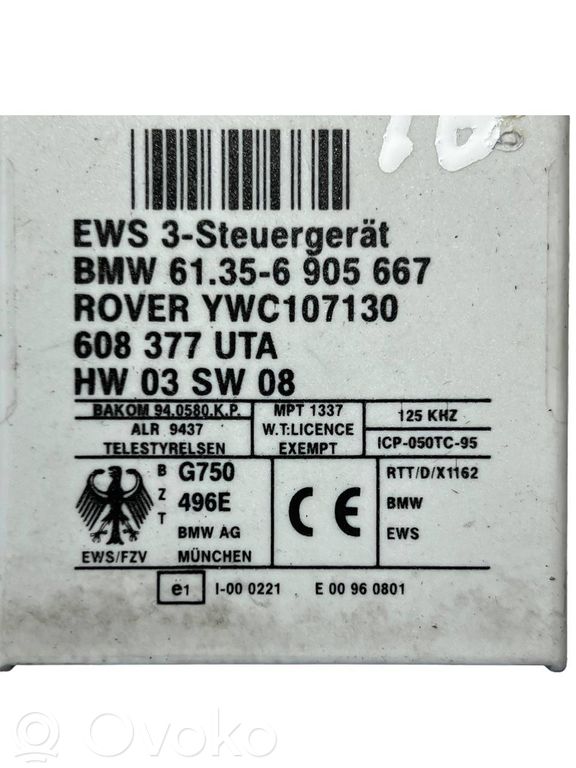 EWS 3-Steuergerät
BMW 61.35-6 905 667
ROVER YWC107130
608 377 UTA
HW 03 SW 08
BAKOM 94.0580.K.P.
ALR 9437
TELESTYRELSEN
MPT 1337
W.T:LICENCE
EXEMPT
125 KHZ
ICP-050TC-95
EWS/FZV
B
Z
T
G750
496E
BMW AG
MÜNCHEN
CE
RTT/D/X1162
BMW
EWS
e1 I-00 0221 E 00 96 0801
Ovoko